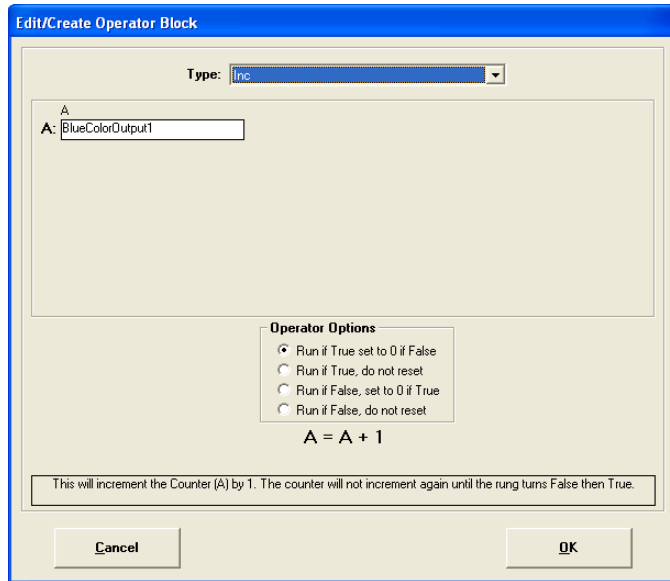 Edit/Create Operator Block
Type: Inc
A
A: BlueColorOutput1
Operator Options
Run if True set to 0 if False
Run if True, do not reset
Run if False, set to 0 if True
Run if False, do not reset
A = A + 1
This will increment the Counter (A) by 1. The counter will not increment again until the rung turns False then True.
Cancel OK